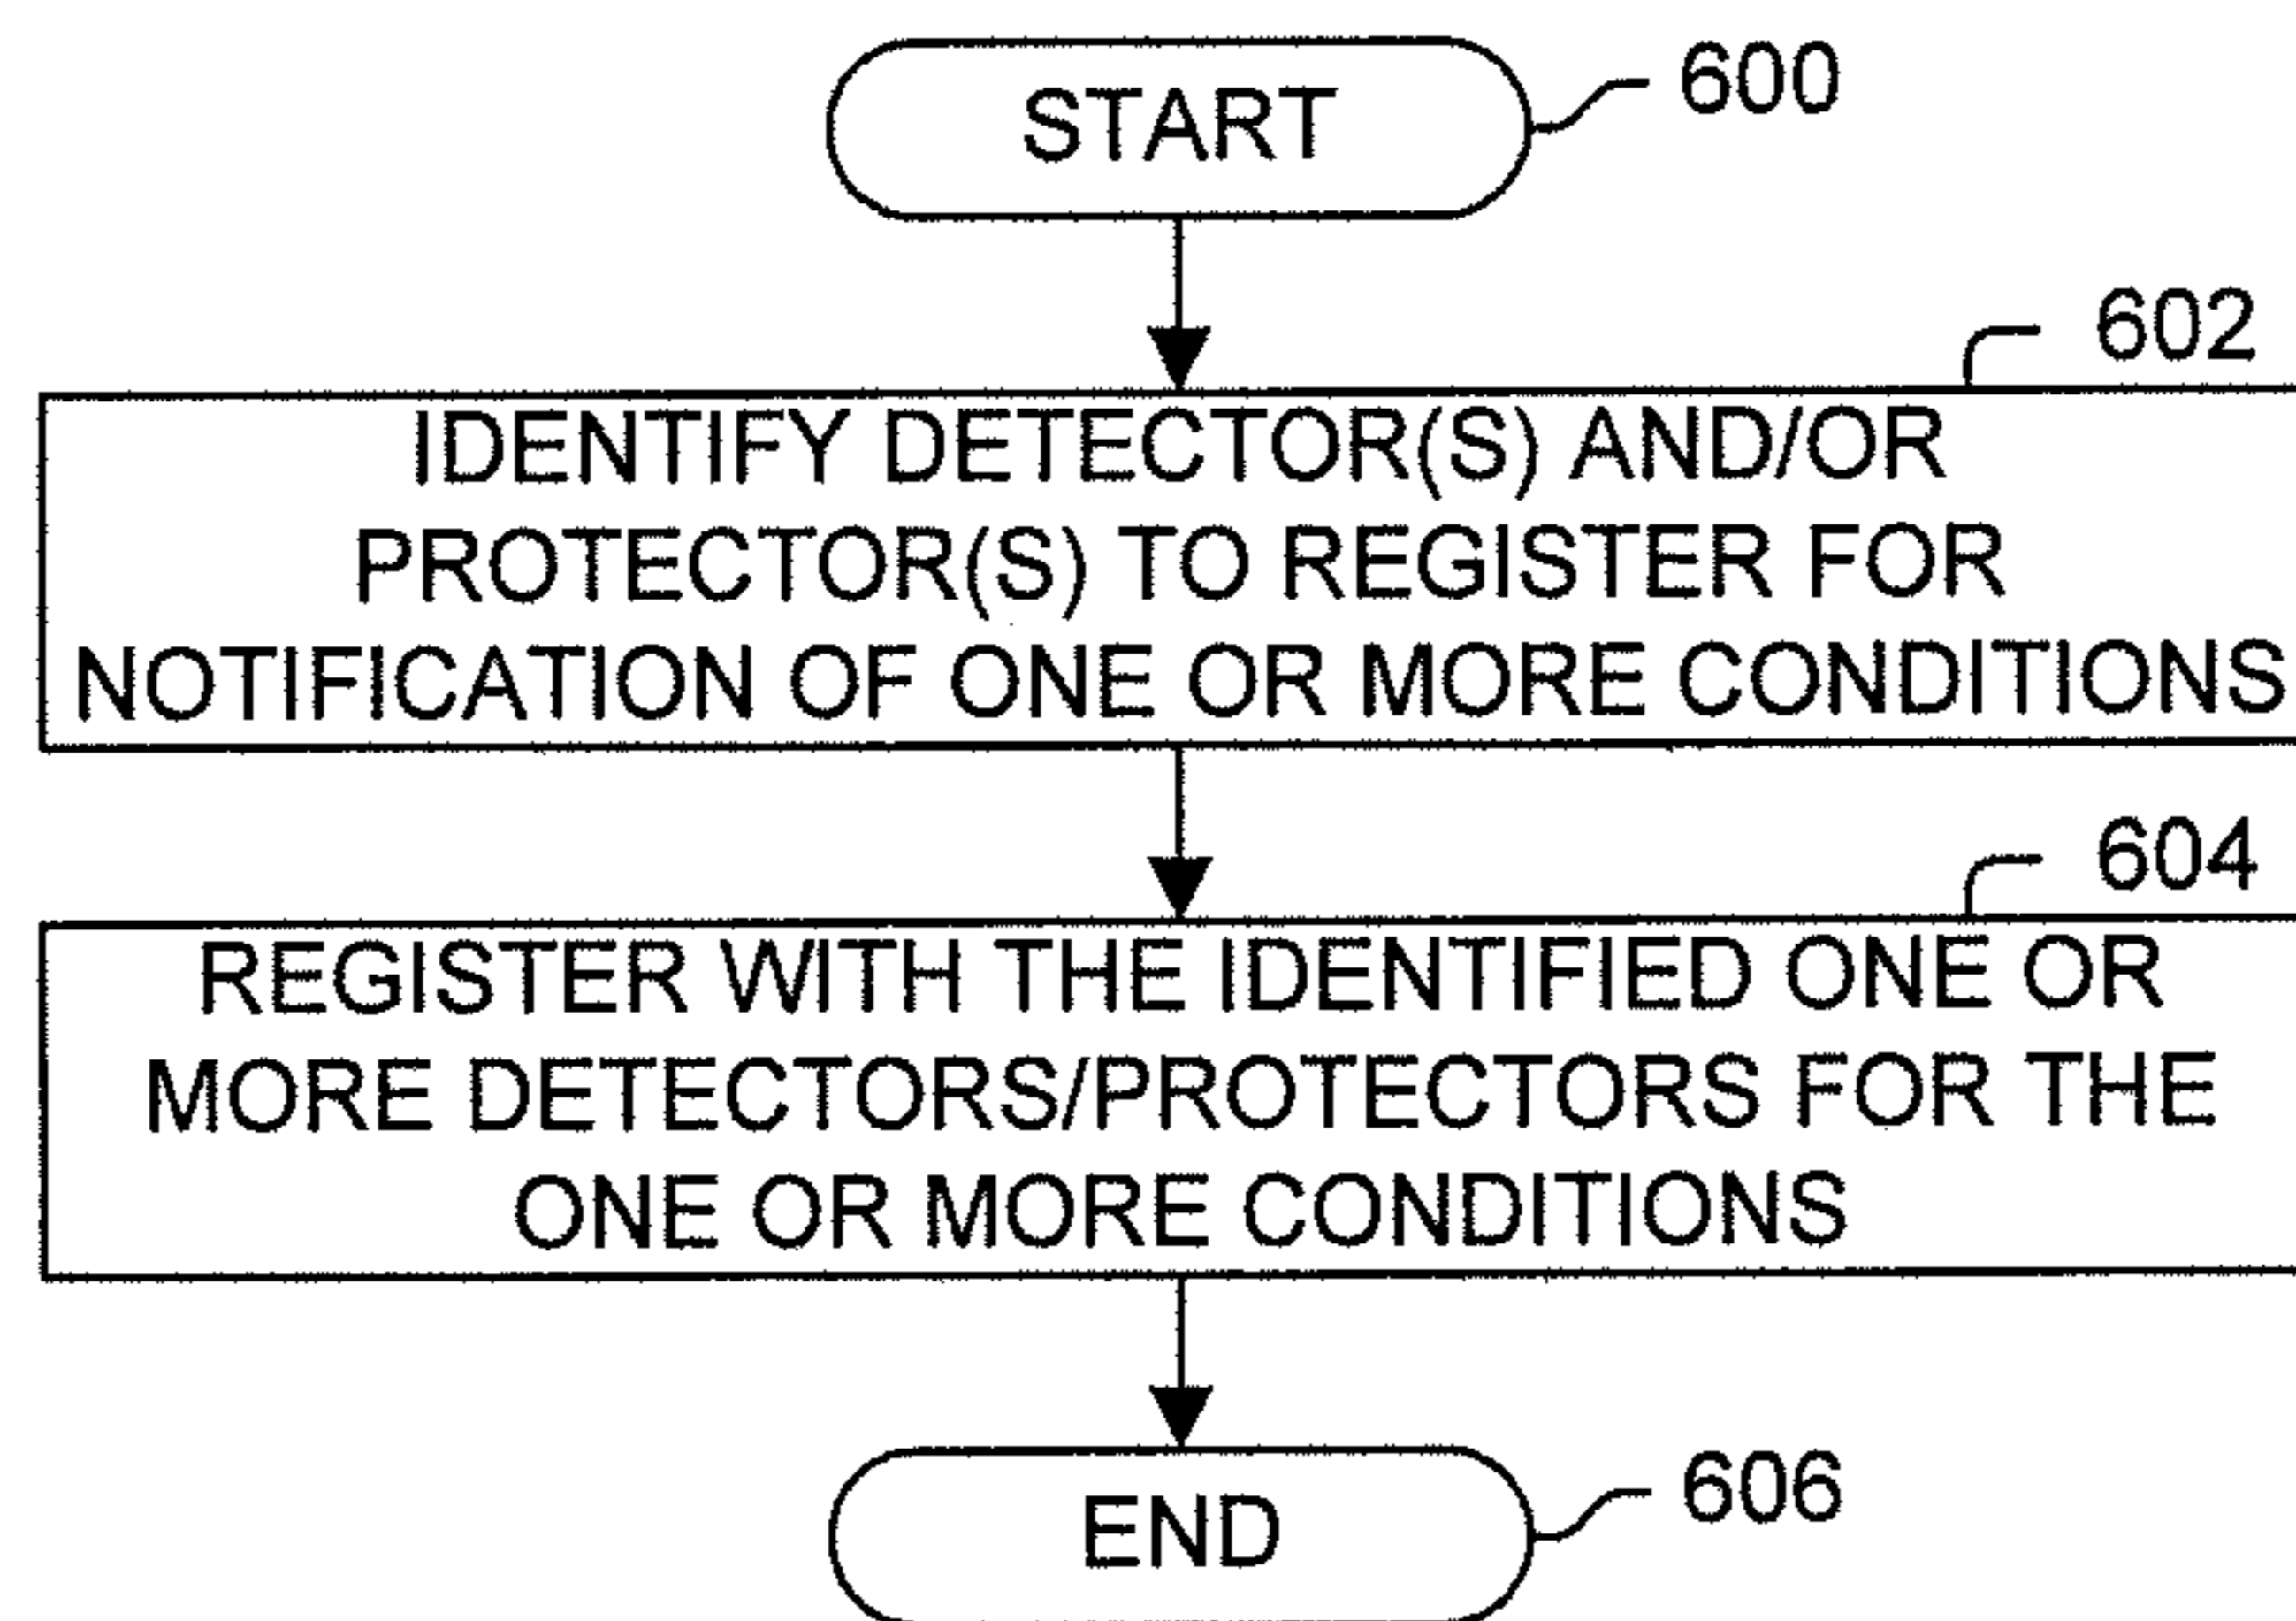 START
600
602
IDENTIFY DETECTOR(S) AND/OR
PROTECTOR(S) TO REGISTER FOR
NOTIFICATION OF ONE OR MORE CONDITIONS
604
REGISTER WITH THE IDENTIFIED ONE OR
MORE DETECTORS/PROTECTORS FOR THE
ONE OR MORE CONDITIONS
END
606